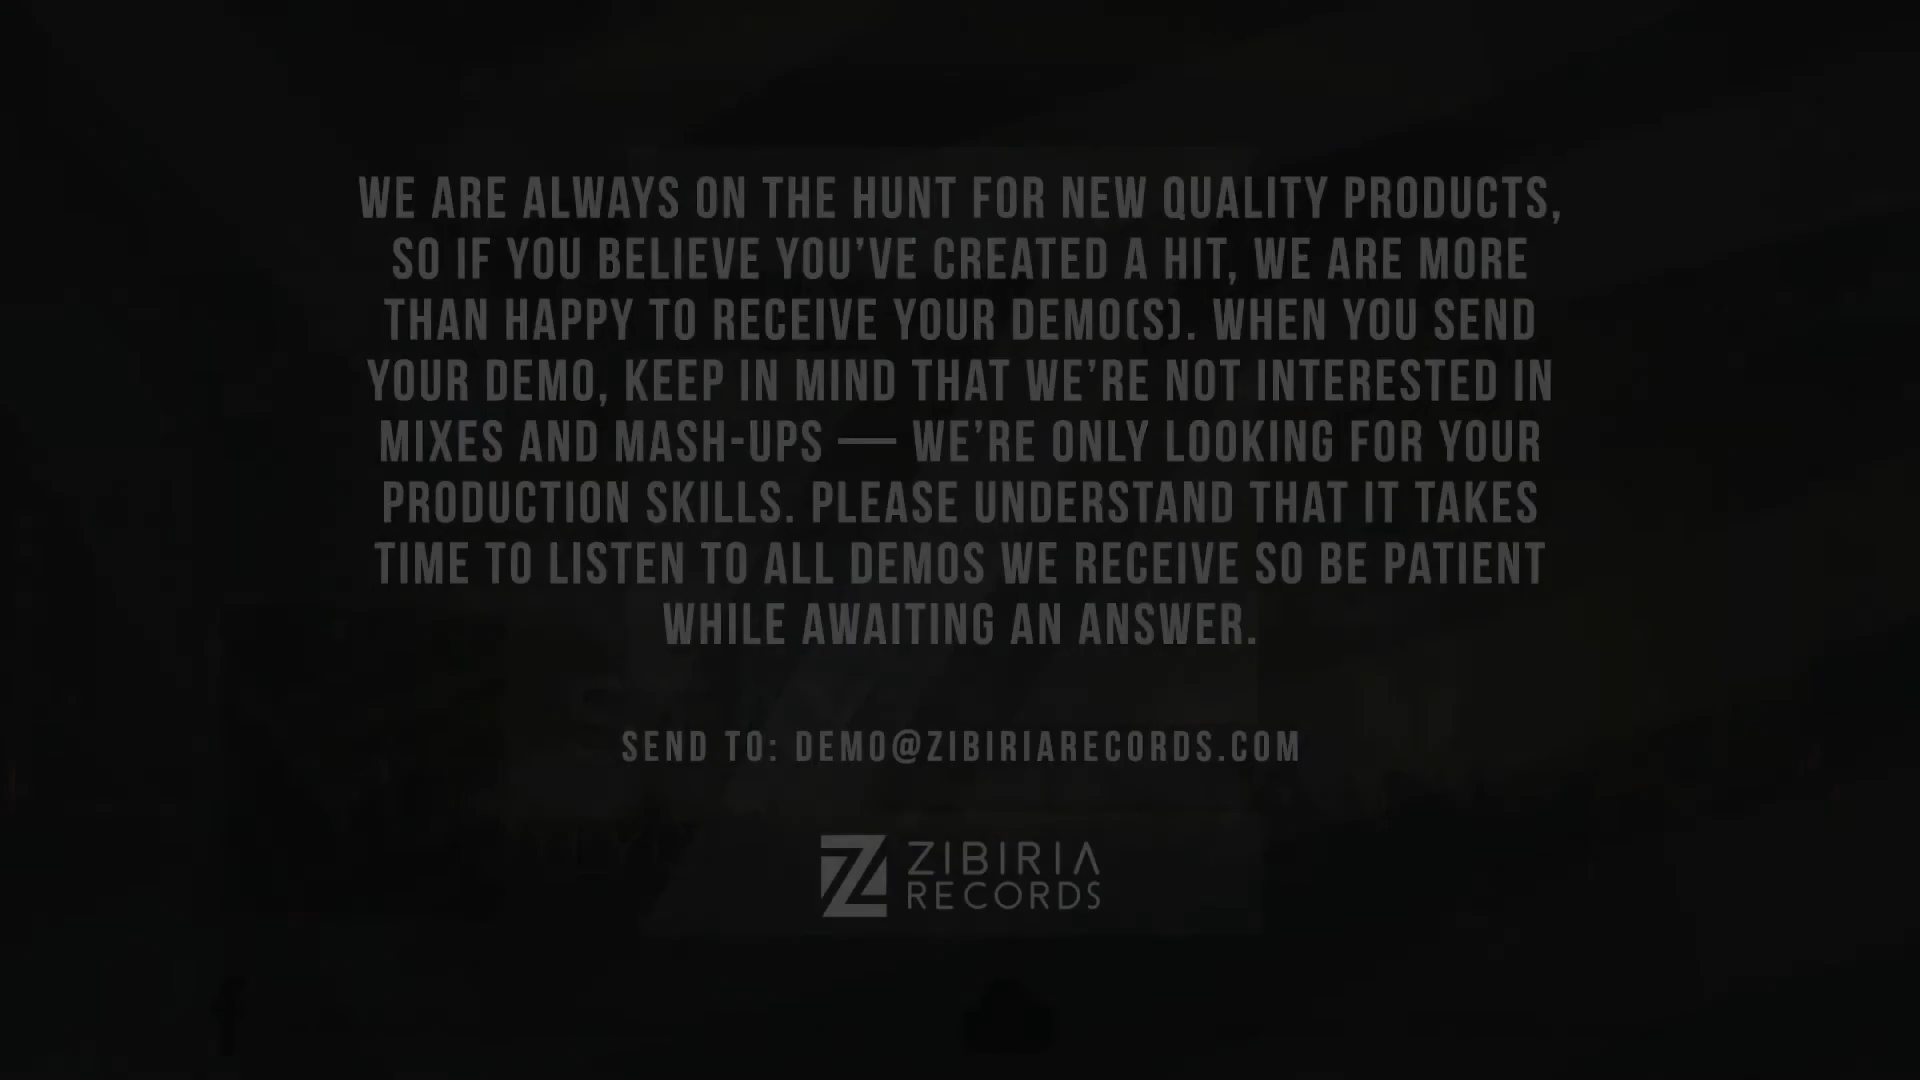 WE ARE ALWAYS ON THE HUNT FOR NEW QUALITY PRODUCTS,
SO IF YOU BELIEVE YOU’VE CREATED A HIT, WE ARE MORE
THAN HAPPY TO RECEIVE YOUR DEMO(S). WHEN YOU SEND
YOUR DEMO, KEEP IN MIND THAT WE’RE NOT INTERESTED IN
MIXES AND MASH-UPS — WE’RE ONLY LOOKING FOR YOUR
PRODUCTION SKILLS. PLEASE UNDERSTAND THAT IT TAKES
TIME TO LISTEN TO ALL DEMOS WE RECEIVE SO BE PATIENT
WHILE AWAITING AN ANSWER.
SEND TO: DEMO@ZIBIRIARECORDS.COM
ZIBIRIA
RECORDS